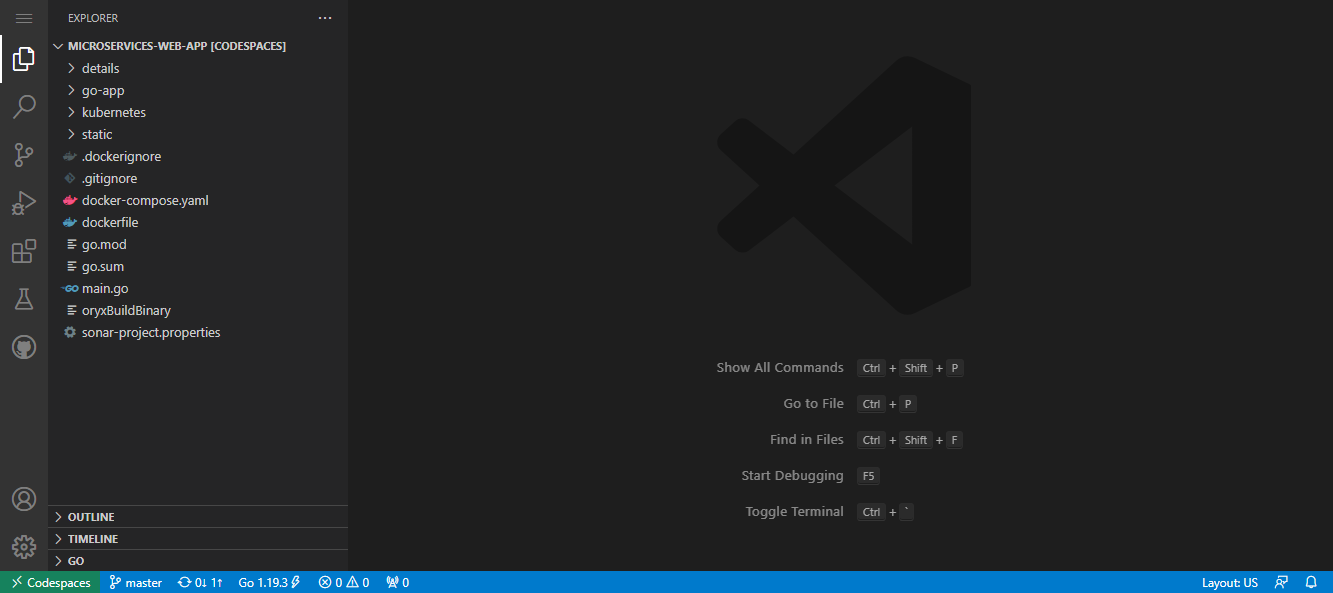 EXPLORER
MICROSERVICES-WEB-APP [CODESPACES]
details
go-app
kubernetes
static
.dockerignore
.gitignore
docker-compose.yaml
dockerfile
go.mod
go.sum
GO main.go
oryxBuildBinary
sonar-project.properties
OUTLINE
TIMELINE
GO
Show All Commands Ctrl + Shift + P
Go to File Ctrl + P
Find in Files Ctrl + Shift + F
Start Debugging F5
Toggle Terminal Ctrl + `
Codespaces master 0↓ 1↑ Go 1.19.3 0 0 0 Layout: US